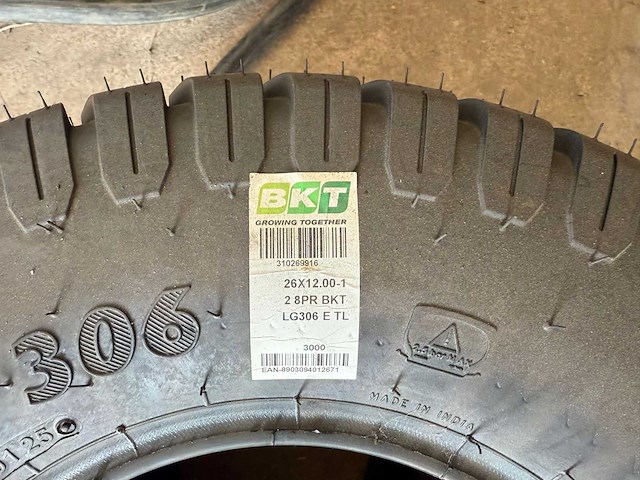 BKT
GROWING TOGETHER
310269916
26X12.00-1
2 8PR BKT
LG306 E TL
3000
EAN-8903094012671
306
MADE IN INDIA